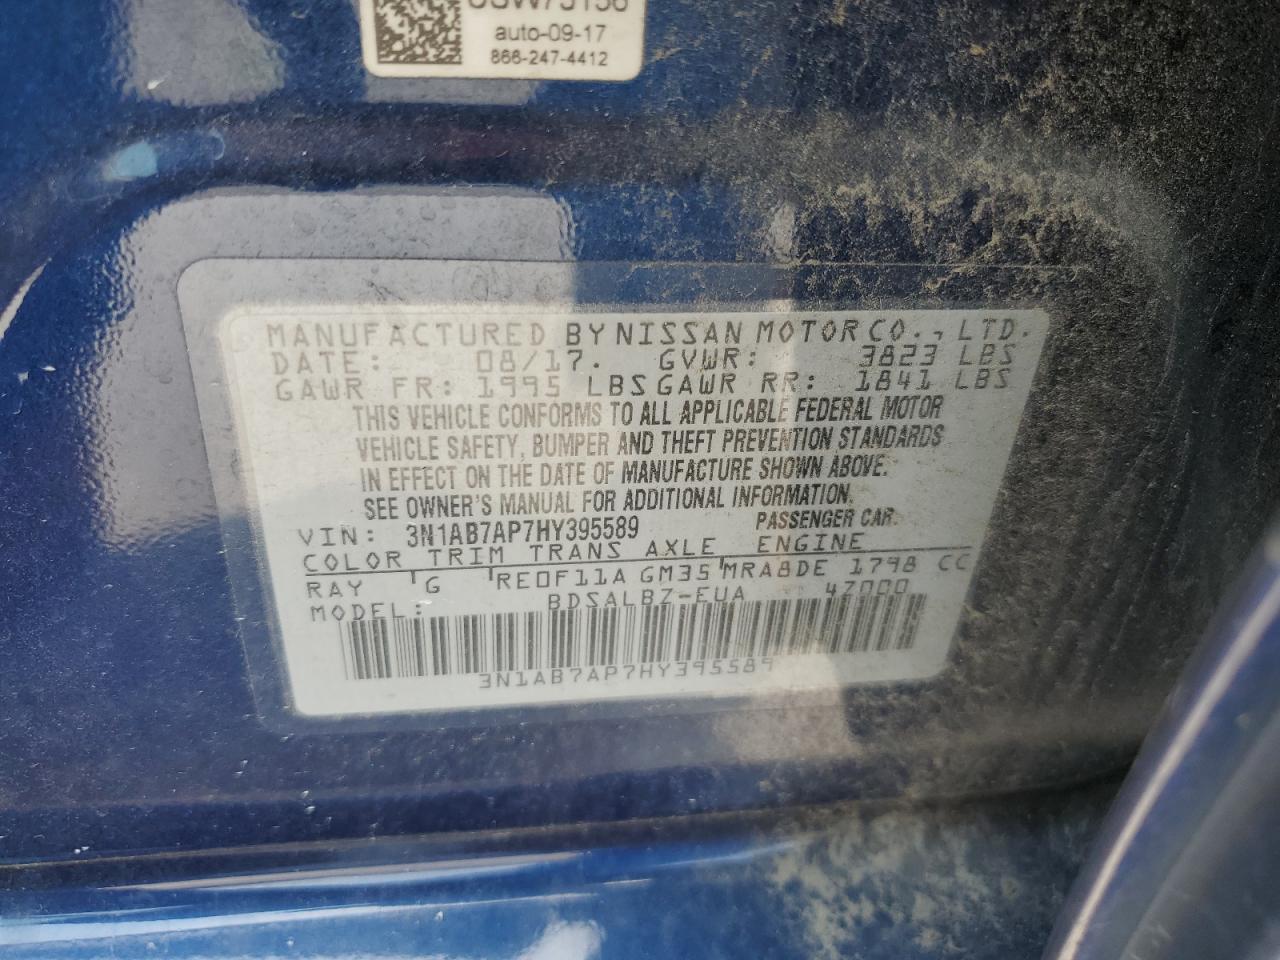 auto-09-17
866-247-4412
MANUFACTURED BY NISSAN MOTOR CO., LTD.
DATE: 08/17. GVWR: 3823 LBS
GAWR FR: 1995 LBS GAWR RR: 1841 LBS
THIS VEHICLE CONFORMS TO ALL APPLICABLE FEDERAL MOTOR
VEHICLE SAFETY, BUMPER AND THEFT PREVENTION STANDARDS
IN EFFECT ON THE DATE OF MANUFACTURE SHOWN ABOVE.
SEE OWNER'S MANUAL FOR ADDITIONAL INFORMATION.
VIN: 3N1AB7AP7HY395589 PASSENGER CAR.
COLOR TRIM TRANS AXLE ENGINE
RAY G RE0F11A GM35 MRA8DE 1798 CC
MODEL: BDSALBZ-EUA 4Z000
3N1AB7AP7HY395589